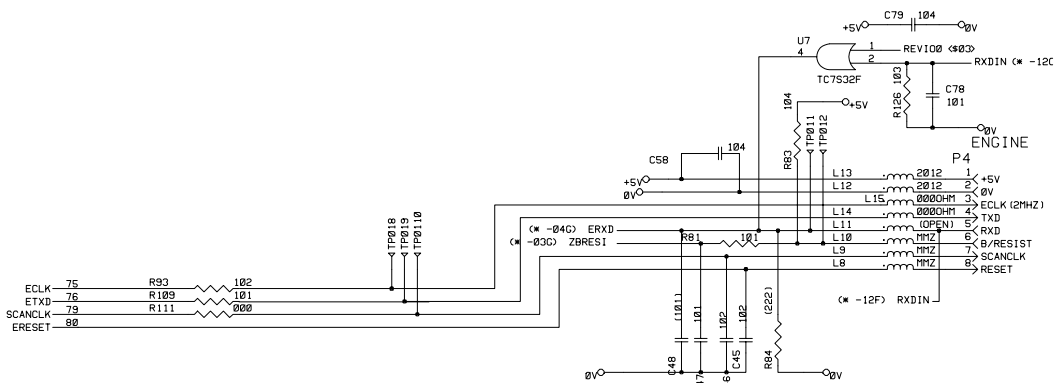 C79 104
+5V 0V
U7
4 1 REVIO0 <$03>
2 RXDIN (* -12
TC7S32F
R126 103
C78
101
0V
ENGINE
P4
104
+5V
R83
TP011
TP012
C58 104
+5V
0V
L13 2012 1 +5V
L12 2012 2 0V
L15 000OHM 3 ECLK(2MHZ)
L14 000OHM 4 TXD
(* -04G) ERXD L11 (OPEN) 5 RXD
(* -03G) ZBRESI R81 101 L10 MMZ 6 B/RESIST
L9 MMZ 7 SCANCLK
L8 MMZ 8 RESET
TP018
TP019
TP0110
ECLK 75 R93 102
ETXD 76 R109 101
SCANCLK 79 R111 000
ERESET 80
(* -12F) RXDIN
(101)
101
102
102
(222)
C48
C45
R84
0V 0V